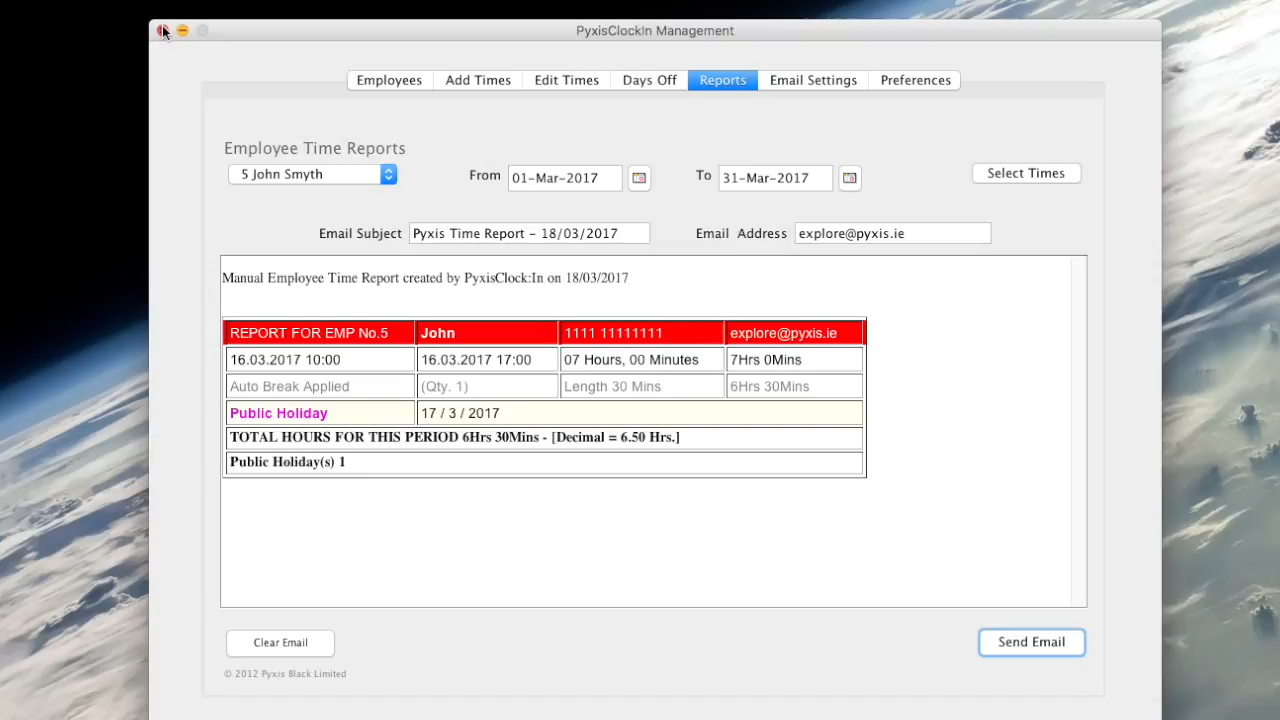 PyxisClockIn Management
Employees Add Times Edit Times Days Off Reports Email Settings Preferences
Employee Time Reports
5 John Smyth From 01-Mar-2017 To 31-Mar-2017 Select Times
Email Subject Pyxis Time Report - 18/03/2017 Email Address explore@pyxis.ie
Manual Employee Time Report created by PyxisClock:In on 18/03/2017
REPORT FOR EMP No.5 John 1111 11111111 explore@pyxis.ie
16.03.2017 10:00 16.03.2017 17:00 07 Hours, 00 Minutes 7Hrs 0Mins
Auto Break Applied (Qty. 1) Length 30 Mins 6Hrs 30Mins
Public Holiday 17 / 3 / 2017
TOTAL HOURS FOR THIS PERIOD 6Hrs 30Mins - [Decimal = 6.50 Hrs.]
Public Holiday(s) 1
Clear Email Send Email
© 2012 Pyxis Black Limited